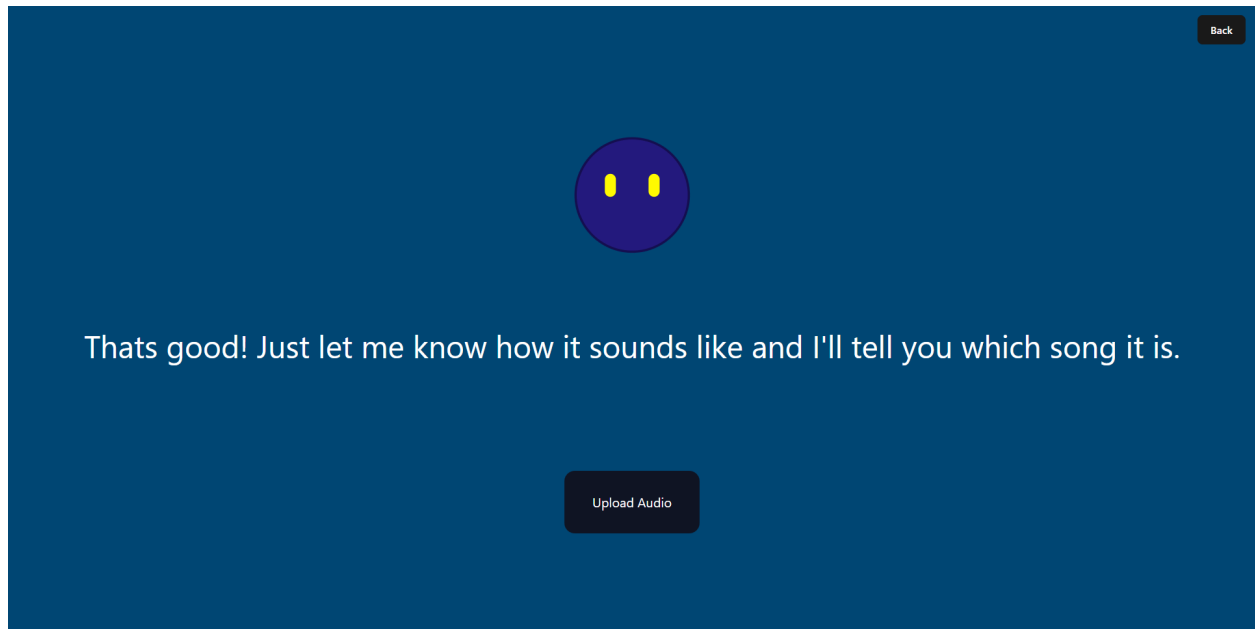 Back
Thats good! Just let me know how it sounds like and I'll tell you which song it is.
Upload Audio